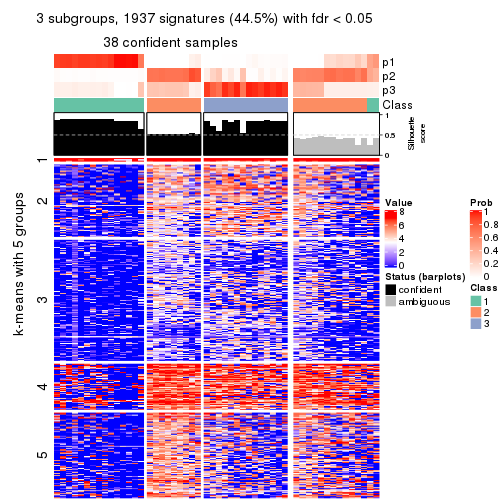 3 subgroups, 1937 signatures (44.5%) with fdr < 0.05
38 confident samples
p1
p2
p3
Class
1
0.5
0
Silhouette
score
k-means with 5 groups
1
2
3
4
5
Value
8
6
4
2
0
Status (barplots)
confident
ambiguous
Prob
1
0.8
0.6
0.4
0.2
0
Class
1
2
3